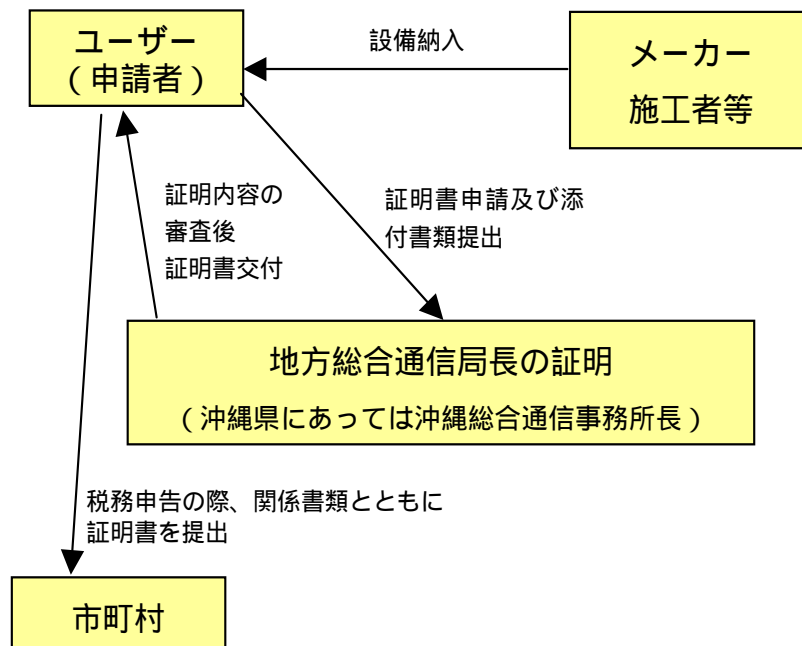 ユーザー
（申請者）
設備納入
メーカー
施工者等
証明内容の
審査後
証明書交付
証明書申請及び添
付書類提出
地方総合通信局長の証明
（沖縄県にあっては沖縄総合通信事務所長）
税務申告の際、関係書類とともに
証明書を提出
市町村